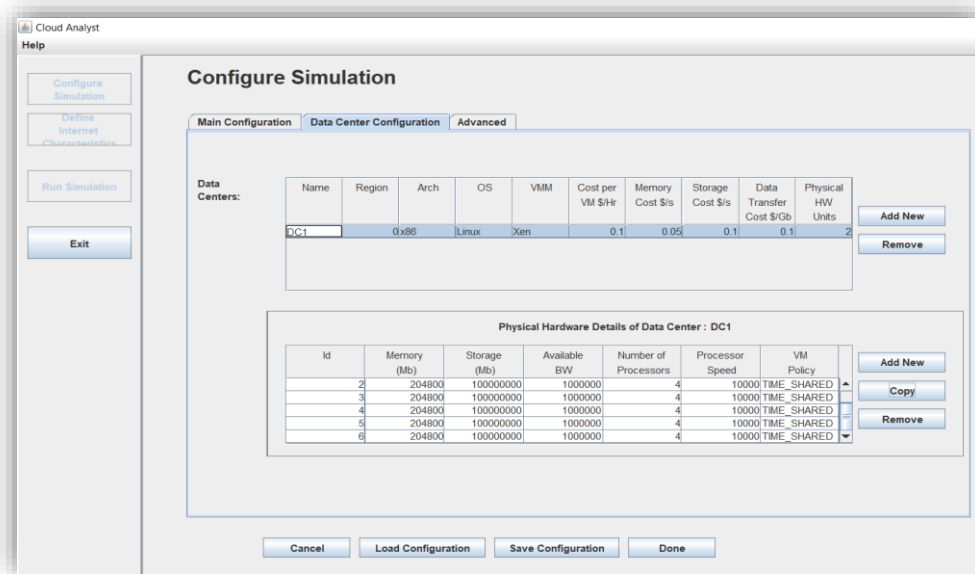 Cloud Analyst
Help
Configure
Simulation
Define
Internet
Characteristics
Run Simulation
Exit
Configure Simulation
Main Configuration Data Center Configuration Advanced
Data
Centers:
Name Region Arch OS VMM Cost per VM $/Hr Memory Cost $/s Storage Cost $/s Data Transfer Cost $/Gb Physical HW Units
DC1 0 x86 Linux Xen 0.1 0.05 0.1 0.1 2
Add New
Remove
Physical Hardware Details of Data Center : DC1
Id Memory (Mb) Storage (Mb) Available BW Number of Processors Processor Speed VM Policy
2 204800 100000000 1000000 4 10000 TIME_SHARED
3 204800 100000000 1000000 4 10000 TIME_SHARED
4 204800 100000000 1000000 4 10000 TIME_SHARED
5 204800 100000000 1000000 4 10000 TIME_SHARED
6 204800 100000000 1000000 4 10000 TIME_SHARED
Add New
Copy
Remove
Cancel Load Configuration Save Configuration Done